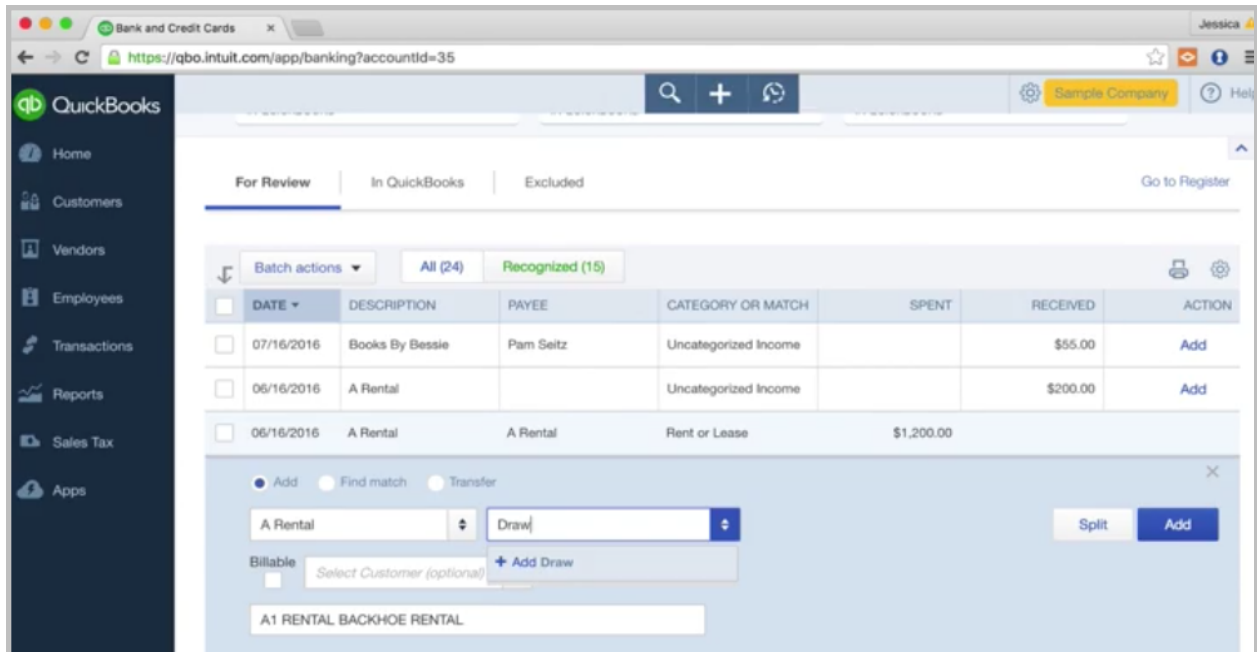 Bank and Credit Cards
Jessica
https://qbo.intuit.com/app/banking?accountId=35
qb QuickBooks
Sample Company
? Help
Home
Customers
Vendors
Employees
Transactions
Reports
Sales Tax
Apps
For Review In QuickBooks Excluded
Go to Register
Batch actions All (24) Recognized (15)
DATE DESCRIPTION PAYEE CATEGORY OR MATCH SPENT RECEIVED ACTION
07/16/2016 Books By Bessie Pam Seitz Uncategorized Income $55.00 Add
06/16/2016 A Rental Uncategorized Income $200.00 Add
06/16/2016 A Rental A Rental Rent or Lease $1,200.00
Add Find match Transfer
A Rental Draw Split Add
Billable Select Customer (optional) + Add Draw
A1 RENTAL BACKHOE RENTAL